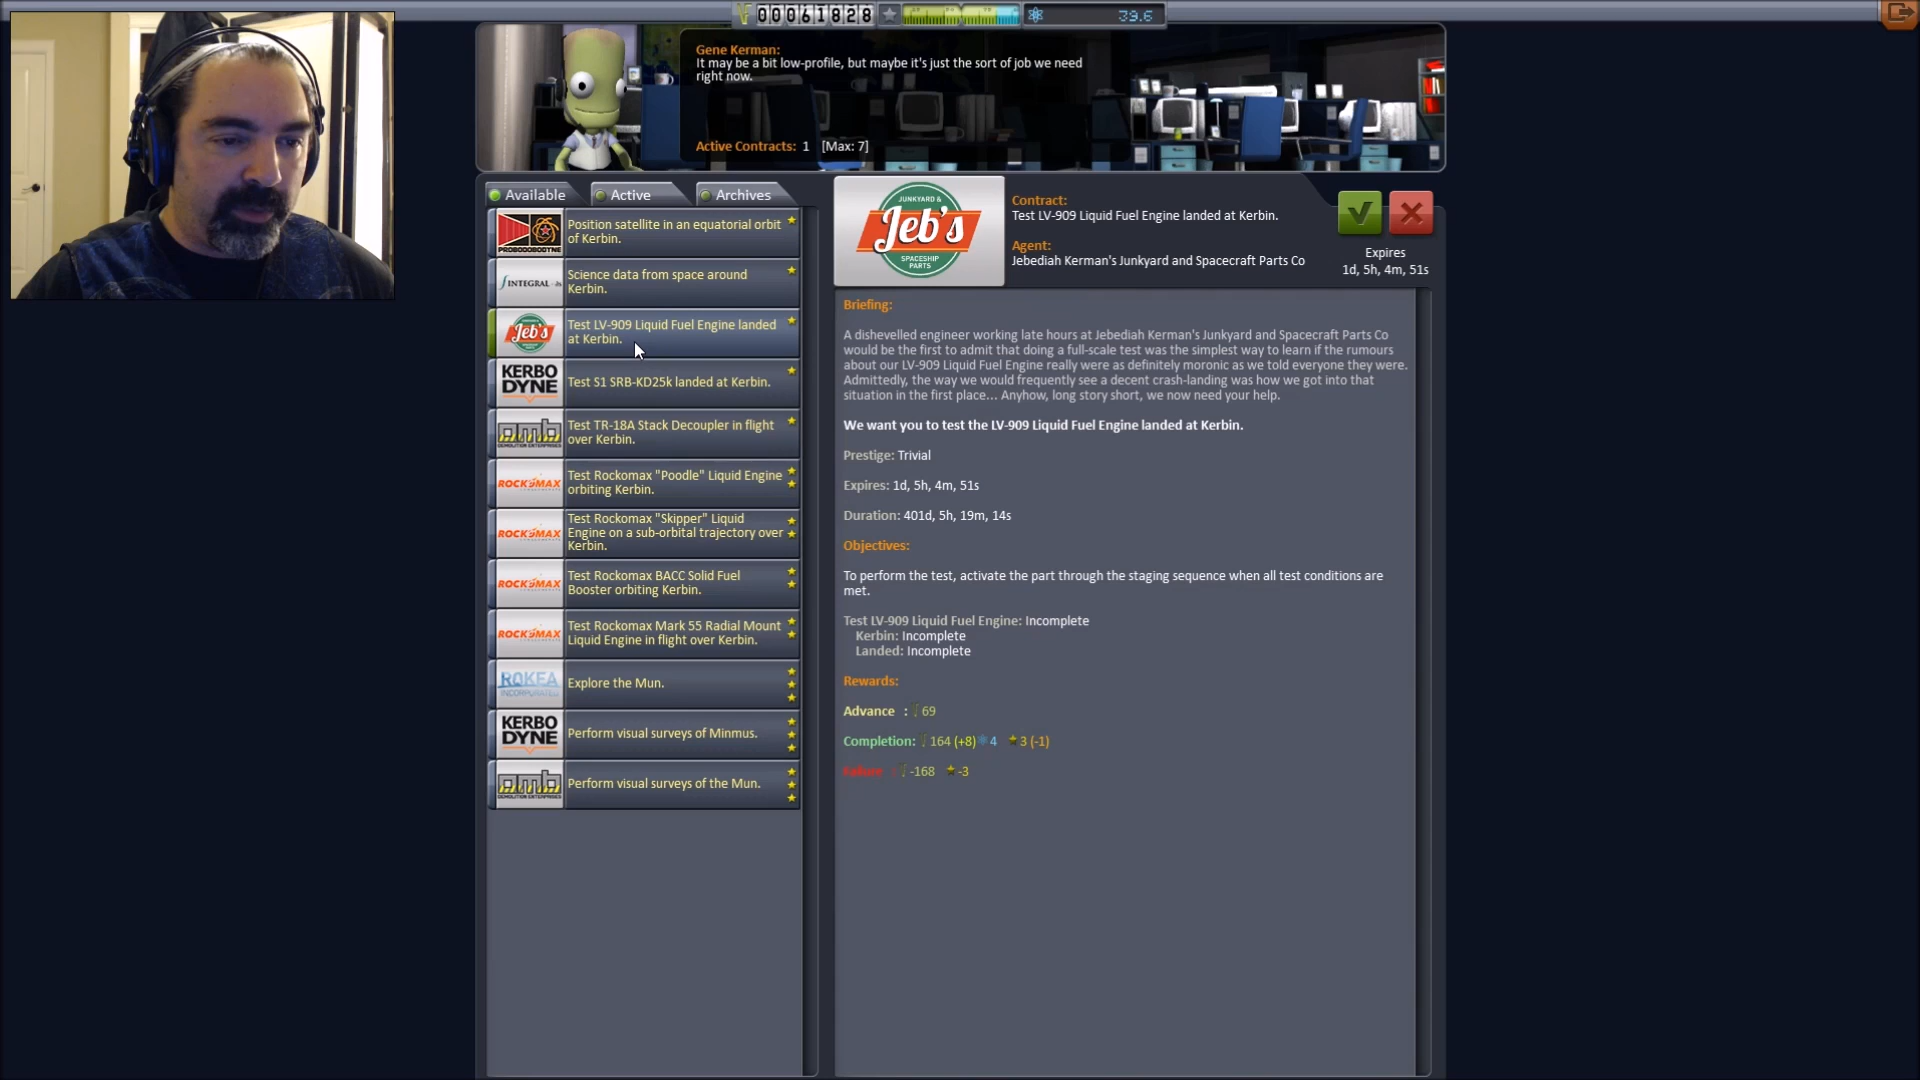 00061828
39.6
Gene Kerman:
It may be a bit low-profile, but maybe it's just the sort of job we need
right now.
Active Contracts: 1 [Max: 7]
Available
Active
Archives
Position satellite in an equatorial orbit
of Kerbin.
INTEGRAL
Science data from space around
Kerbin.
Jeb's
Test LV-909 Liquid Fuel Engine landed
at Kerbin.
KERBO
DYNE
Test S1 SRB-KD25k landed at Kerbin.
Test TR-18A Stack Decoupler in flight
over Kerbin.
ROCKOMAX
Test Rockomax "Poodle" Liquid Engine
orbiting Kerbin.
ROCKOMAX
Test Rockomax "Skipper" Liquid
Engine on a sub-orbital trajectory over
Kerbin.
ROCKOMAX
Test Rockomax BACC Solid Fuel
Booster orbiting Kerbin.
ROCKOMAX
Test Rockomax Mark 55 Radial Mount
Liquid Engine in flight over Kerbin.
ROKEA
INCORPORATED
Explore the Mun.
KERBO
DYNE
Perform visual surveys of Minmus.
Perform visual surveys of the Mun.
JUNKYARD &
Jeb's
SPACESHIP
PARTS
Contract:
Test LV-909 Liquid Fuel Engine landed at Kerbin.
Agent:
Jebediah Kerman's Junkyard and Spacecraft Parts Co
Expires
1d, 5h, 4m, 51s
Briefing:
A dishevelled engineer working late hours at Jebediah Kerman's Junkyard and Spacecraft Parts Co
would be the first to admit that doing a full-scale test was the simplest way to learn if the rumours
about our LV-909 Liquid Fuel Engine really were as definitely moronic as we told everyone they were.
Admittedly, the way we would frequently see a decent crash-landing was how we got into that
situation in the first place... Anyhow, long story short, we now need your help.
We want you to test the LV-909 Liquid Fuel Engine landed at Kerbin.
Prestige: Trivial
Expires: 1d, 5h, 4m, 51s
Duration: 401d, 5h, 19m, 14s
Objectives:
To perform the test, activate the part through the staging sequence when all test conditions are
met.
Test LV-909 Liquid Fuel Engine: Incomplete
Kerbin: Incomplete
Landed: Incomplete
Rewards:
Advance : 69
Completion: 164 (+8) 4 3 (-1)
Failure : -168 -3